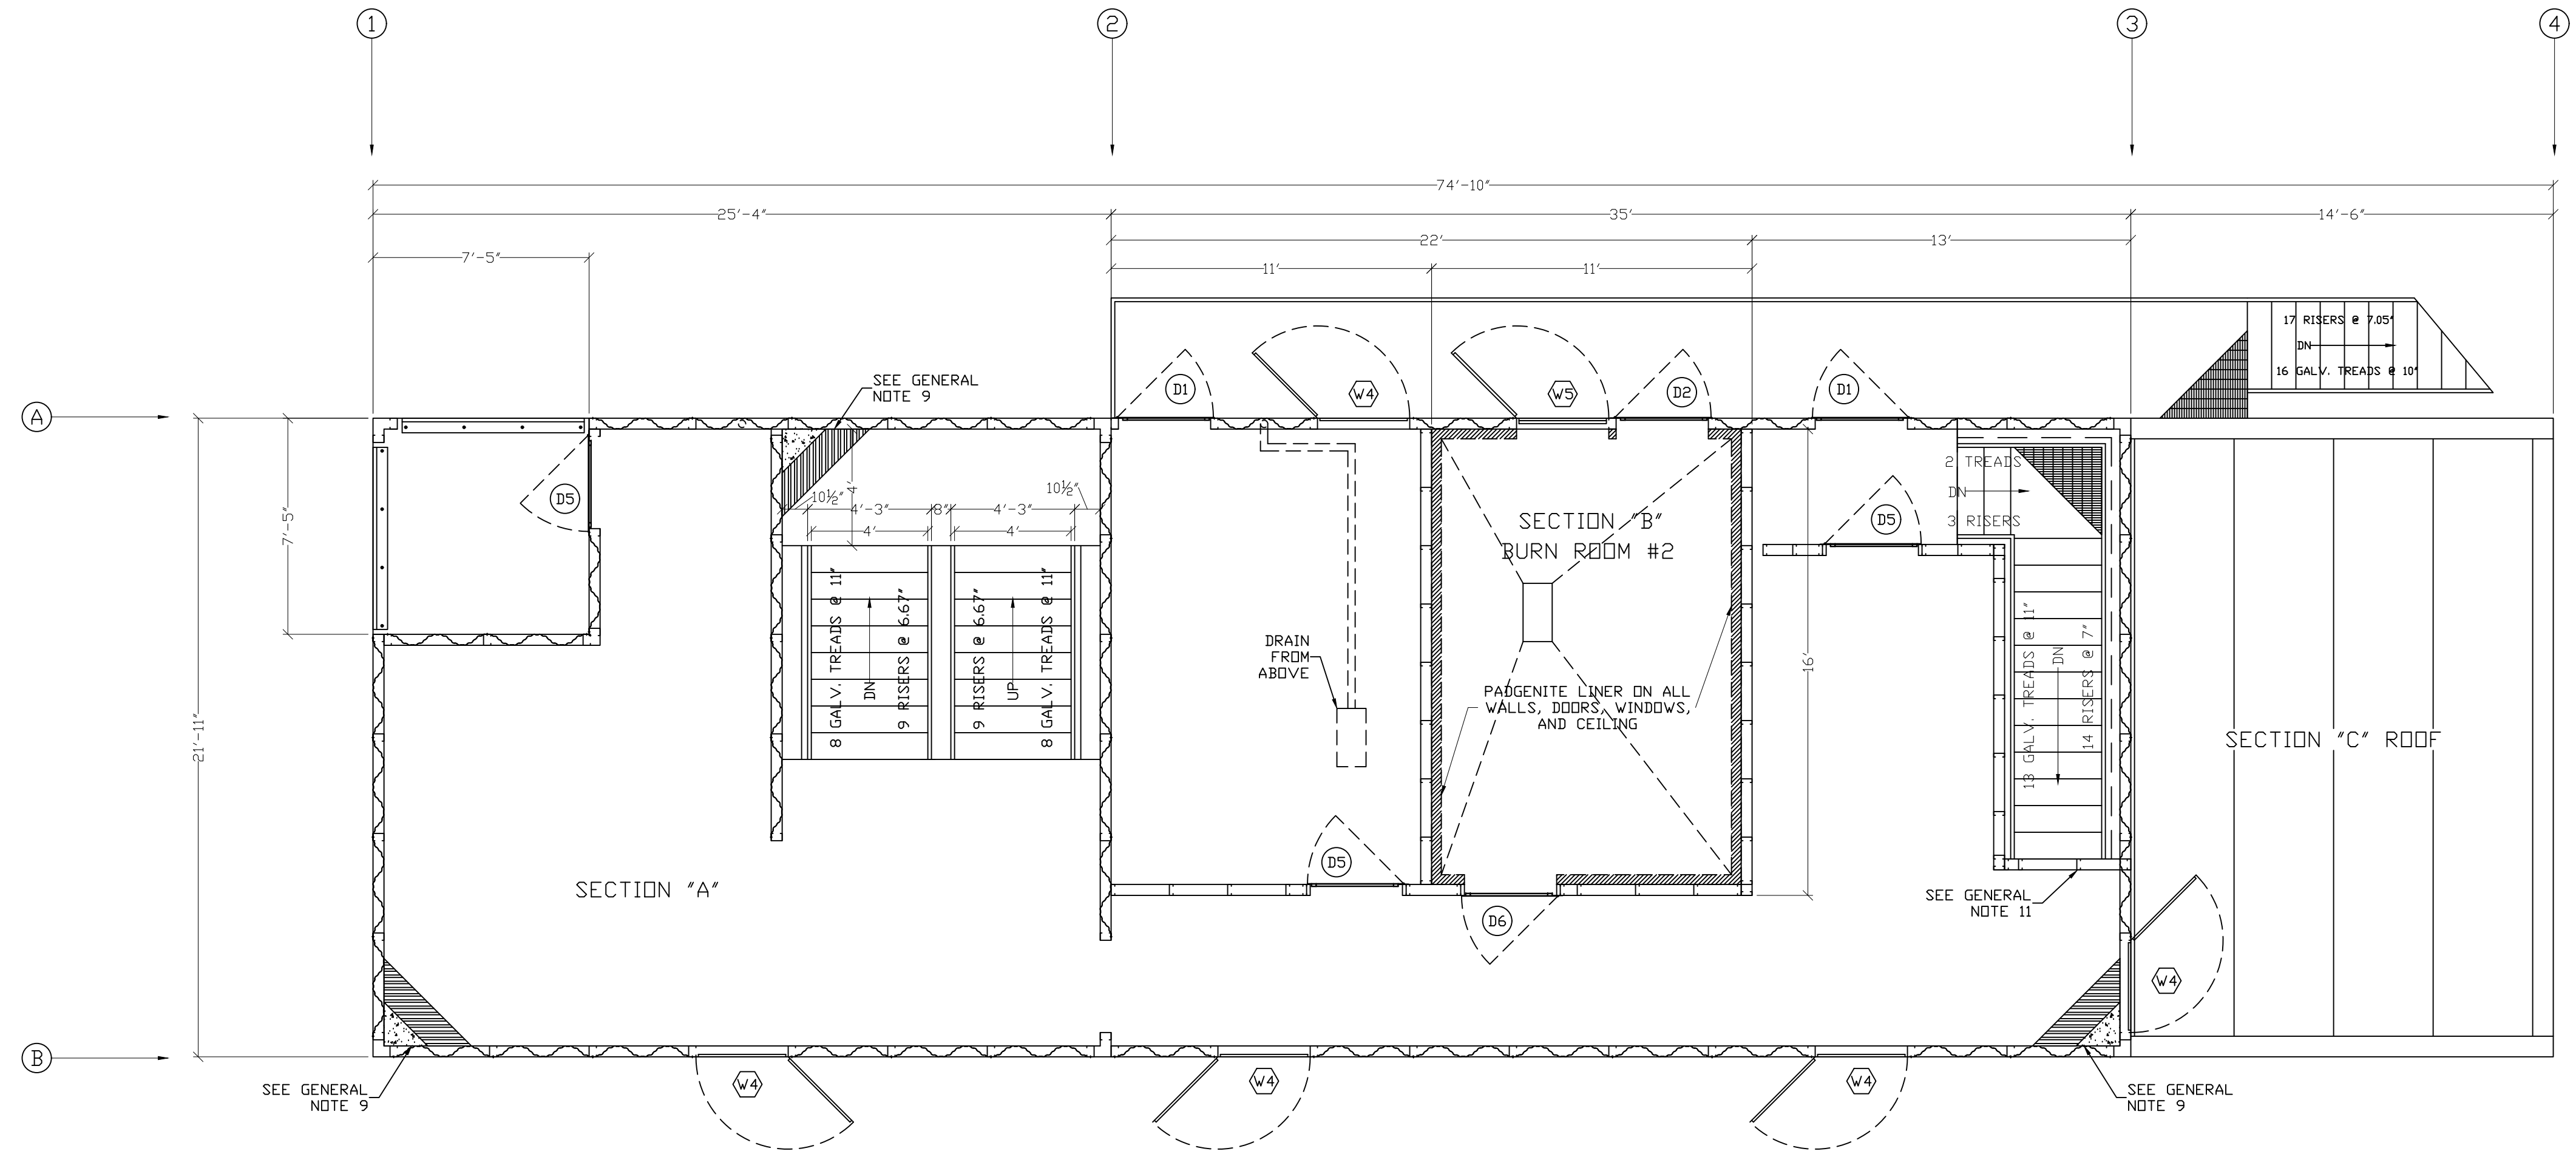 1
2
3
4
74'-10"
25'-4"
35'
14'-6"
22'
13'
7'-5"
11'
11'
17 RISERS @ 7.05"
DN
16 GALV. TREADS @ 10"
SEE GENERAL
NOTE 9
D1
W4
W5
D2
D1
A
D5
7'-5"
21'-11"
4'
10½"
4'-3"
8"
4'-3"
10½"
4'
4'
8 GALV. TREADS @ 11"
DN
9 RISERS @ 6.67"
9 RISERS @ 6.67"
UP
8 GALV. TREADS @ 11"
DRAIN
FROM
ABOVE
SECTION "B"
BURN ROOM #2
PADGENITE LINER ON ALL
WALLS, DOORS, WINDOWS,
AND CEILING
16'
D5
2 TREADS
DN
3 RISERS
13 GALV. TREADS @ 11"
DN
14 RISERS @ 7"
SECTION "C" ROOF
SECTION "A"
D5
D6
SEE GENERAL
NOTE 11
W4
B
SEE GENERAL
NOTE 9
W4
W4
W4
SEE GENERAL
NOTE 9